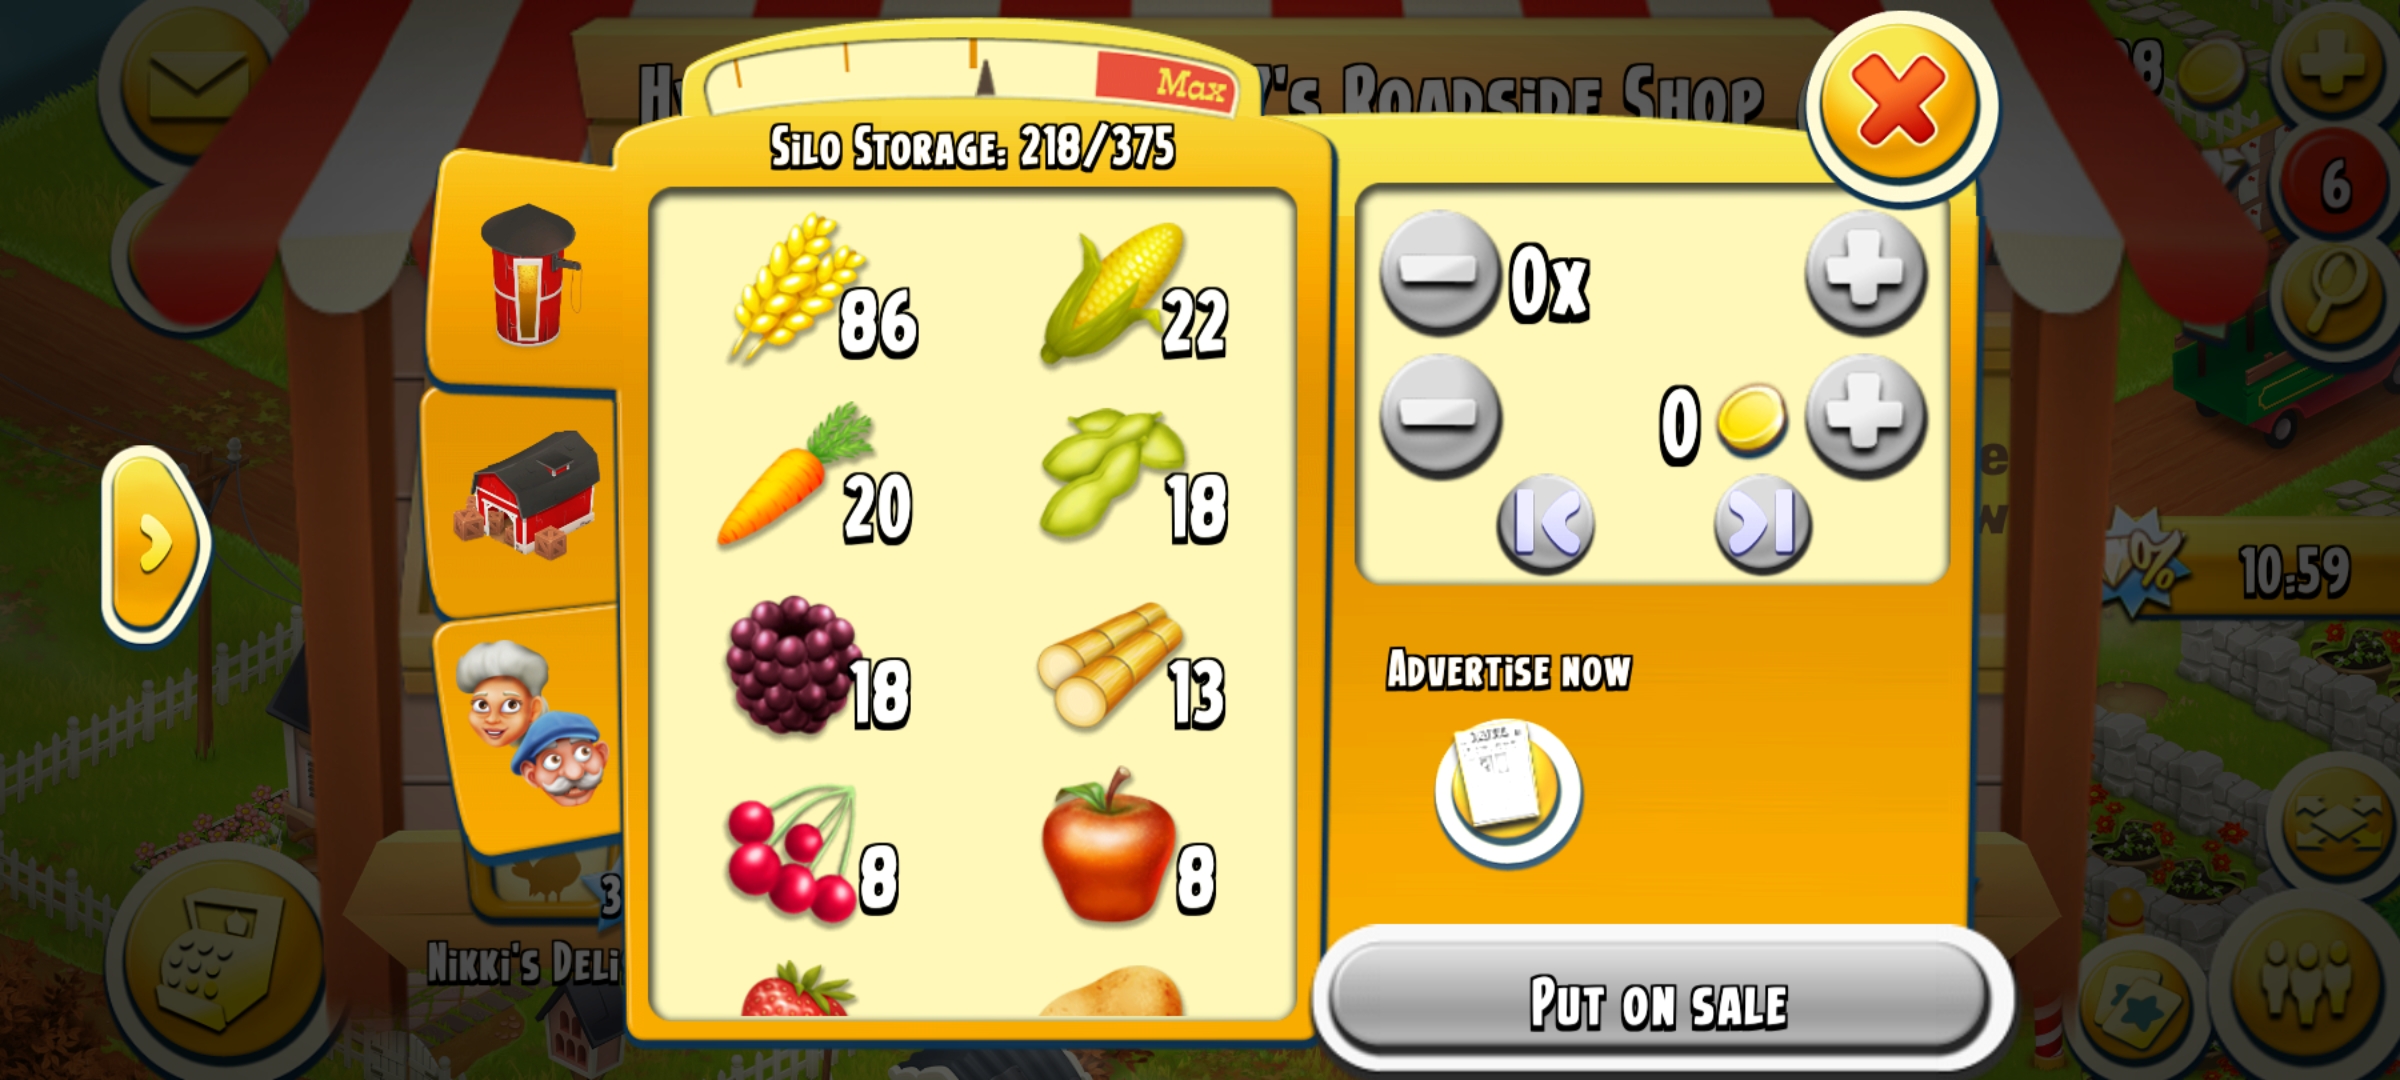 Max
's Roadside Shop
Silo Storage: 218/375
6
86
22
0x
20
18
0
10:59
18
13
Advertise now
8
8
3
Nikki's Deli
Put on sale